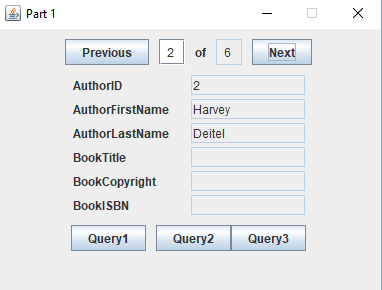 Part 1
Previous 2 of 6 Next
AuthorID 2
AuthorFirstName Harvey
AuthorLastName Deitel
BookTitle
BookCopyright
BookISBN
Query1 Query2 Query3